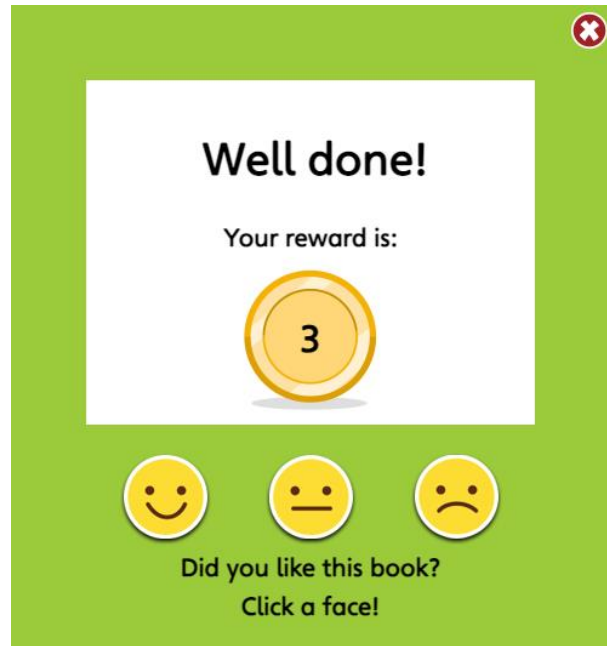 Well done!
Your reward is:
3
Did you like this book?
Click a face!